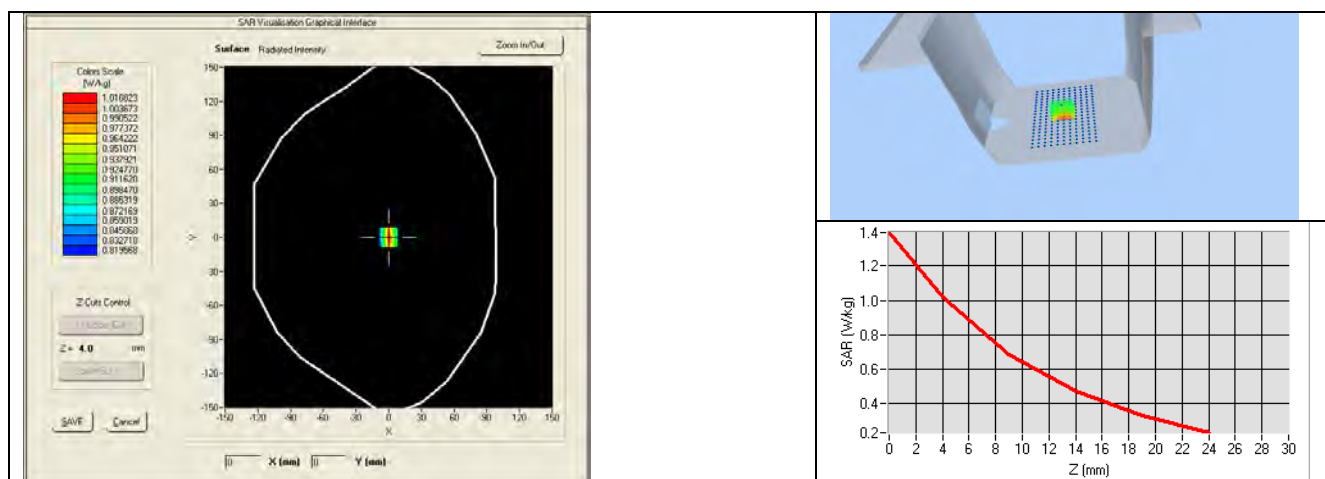 SAR Visualisation Graphical Interface
Surface Radiated Intensity
Zoom In/Out
Colors Scale
(W/kg)
1.016823
1.003673
0.990522
0.977372
0.964222
0.951071
0.937921
0.924770
0.911620
0.898470
0.885319
0.872169
0.859019
0.845868
0.832718
0.819568
Z Cuts Control
Z = 4.0 mm
SAVE Cancel
150
120
90
60
30
0
30
-60
-90
-120
-150
Y
-150 -120 -90 -60 -30 0 30 60 90 120 150
X
0 X (mm) 0 Y (mm)
1.4
1.2
1.0
0.8
0.6
0.4
0.2
SAR (W/kg)
0 2 4 6 8 10 12 14 16 18 20 22 24 26 28 30
Z (mm)